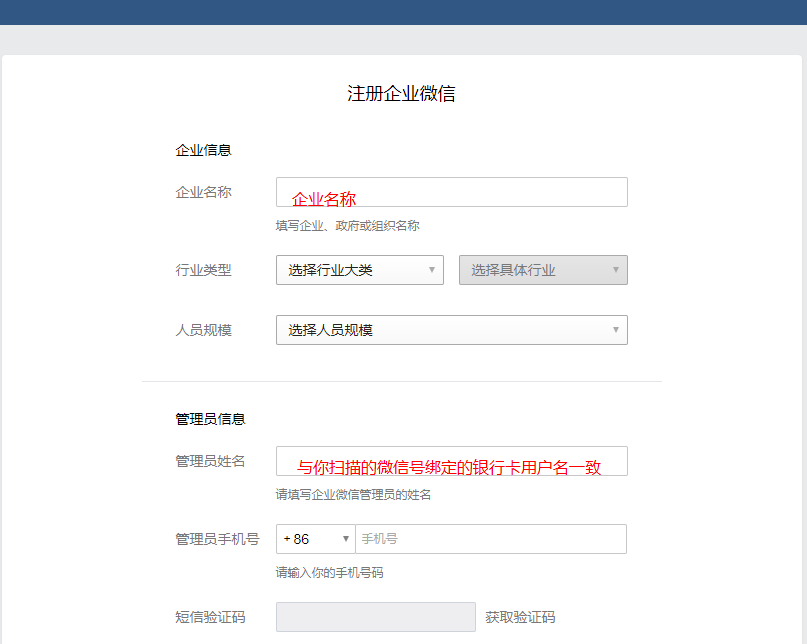 注册企业微信
企业信息
企业名称 企业名称
填写企业、政府或组织名称
行业类型 选择行业大类 选择具体行业
人员规模 选择人员规模
管理员信息
管理员姓名 与你扫描的微信号绑定的银行卡用户名一致
请填写企业微信管理员的姓名
管理员手机号 + 86 手机号
请输入你的手机号码
短信验证码 获取验证码